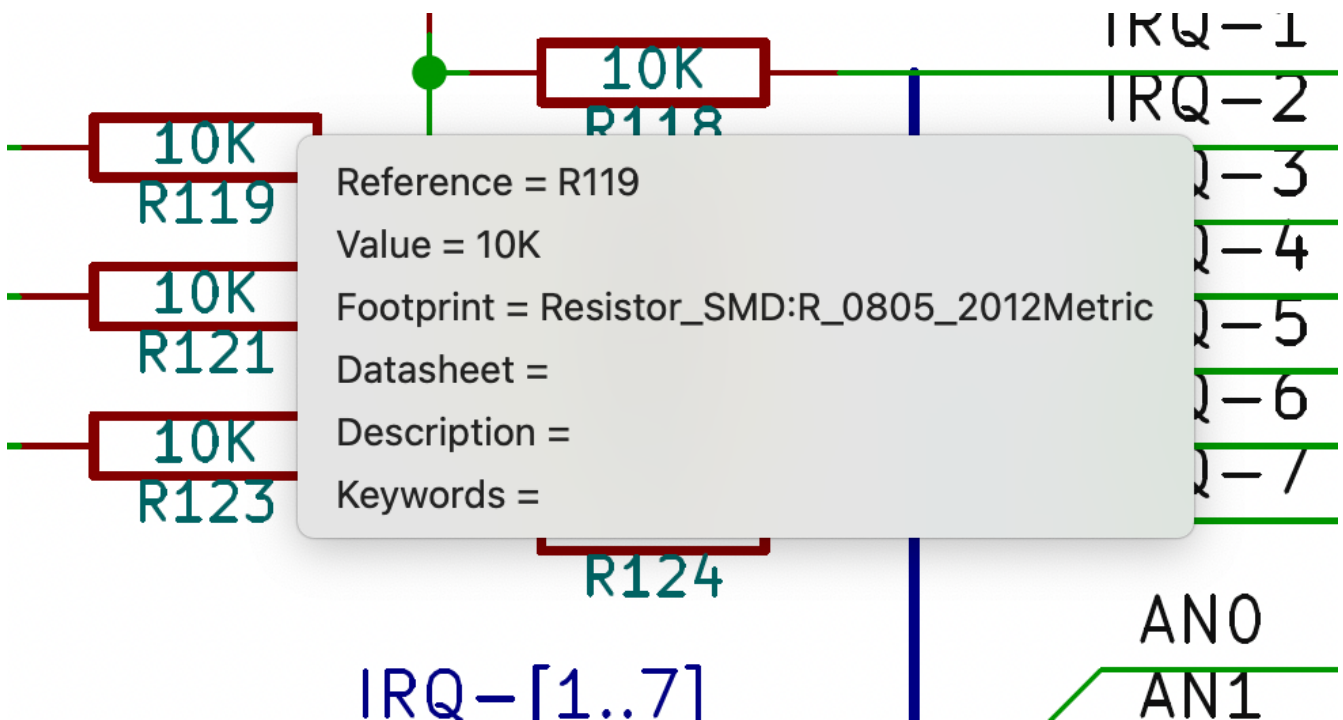 IRQ-1
10K
IRQ-2
R118
10K
R119
Reference = R119
Value = 10K
Footprint = Resistor_SMD:R_0805_2012Metric
Datasheet =
Description =
Keywords =
Q-3
Q-4
10K
R121
Q-5
Q-6
10K
R123
Q-7
R124
AN0
IRQ-[1..7]
AN1